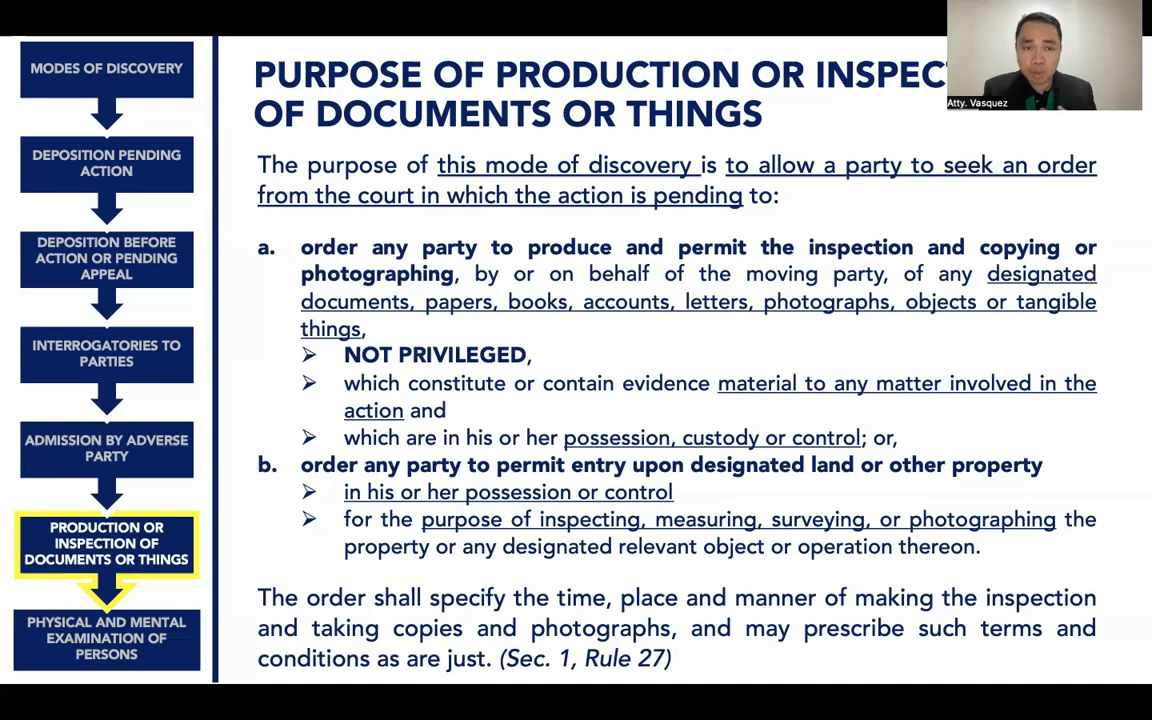 MODES OF DISCOVERY
DEPOSITION PENDING
ACTION
DEPOSITION BEFORE
ACTION OR PENDING
APPEAL
INTERROGATORIES TO
PARTIES
ADMISSION BY ADVERSE
PARTY
PRODUCTION OR
INSPECTION OF
DOCUMENTS OR THINGS
PHYSICAL AND MENTAL
EXAMINATION OF
PERSONS
PURPOSE OF PRODUCTION OR INSPEC
OF DOCUMENTS OR THINGS
Atty. Vasquez
The purpose of this mode of discovery is to allow a party to seek an order
from the court in which the action is pending to:
a. order any party to produce and permit the inspection and copying or
photographing, by or on behalf of the moving party, of any designated
documents, papers, books, accounts, letters, photographs, objects or tangible
things,
➢ NOT PRIVILEGED,
➢ which constitute or contain evidence material to any matter involved in the
action and
➢ which are in his or her possession, custody or control; or,
b. order any party to permit entry upon designated land or other property
➢ in his or her possession or control
➢ for the purpose of inspecting, measuring, surveying, or photographing the
property or any designated relevant object or operation thereon.
The order shall specify the time, place and manner of making the inspection
and taking copies and photographs, and may prescribe such terms and
conditions as are just. (Sec. 1, Rule 27)